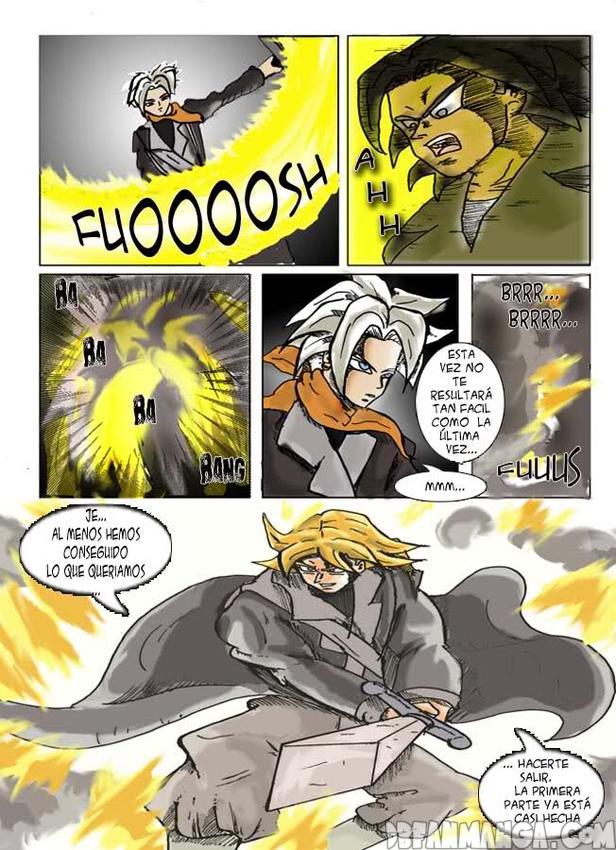 FUOOOOSH
AHH
BA
BA
BA
BANG
ESTA
VEZ NO
TE
RESULTARÁ
TAN FACIL
COMO LA
ÚLTIMA
VEZ...
MMM...
BRRR...
BRRRR...
FUUUS
JE...
AL MENOS HEMOS
CONSEGUIDO
LO QUE QUERIAMOS
...
... HACERTE
SALIR.
LA PRIMERA
PARTE YA ESTÁ
CASI HECHA
DBFANMANGA.COM